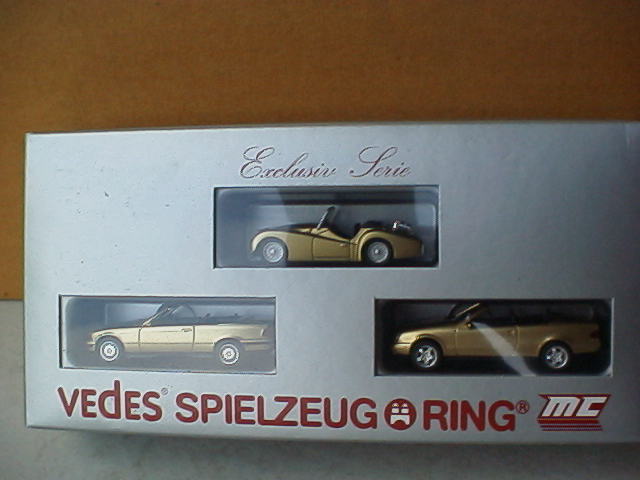 Exclusiv Serie
VEdES® SPIELZEUG RING® MC